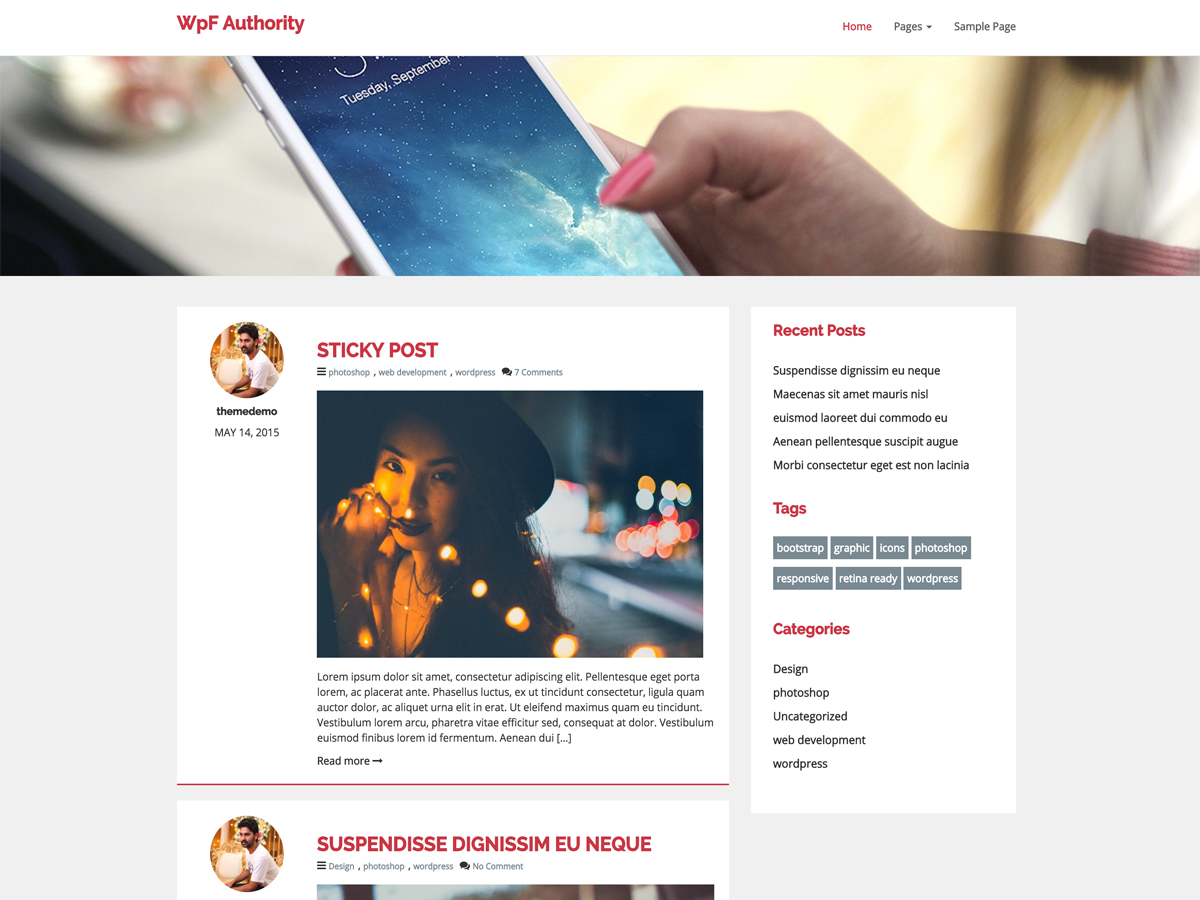 WpF Authority
Home Pages Sample Page
Tuesday, September
STICKY POST
photoshop , web development , wordpress 7 Comments
themedemo
MAY 14, 2015
Lorem ipsum dolor sit amet, consectetur adipiscing elit. Pellentesque eget porta
lorem, ac placerat ante. Phasellus luctus, ex ut tincidunt consectetur, ligula quam
auctor dolor, ac aliquet urna elit in erat. Ut eleifend maximus quam eu tincidunt.
Vestibulum lorem arcu, pharetra vitae efficitur sed, consequat at dolor. Vestibulum
euismod finibus lorem id fermentum. Aenean dui [...]
Read more
SUSPENDISSE DIGNISSIM EU NEQUE
Design , photoshop , wordpress No Comment
Recent Posts
Suspendisse dignissim eu neque
Maecenas sit amet mauris nisl
euismod laoreet dui commodo eu
Aenean pellentesque suscipit augue
Morbi consectetur eget est non lacinia
Tags
bootstrap graphic icons photoshop
responsive retina ready wordpress
Categories
Design
photoshop
Uncategorized
web development
wordpress